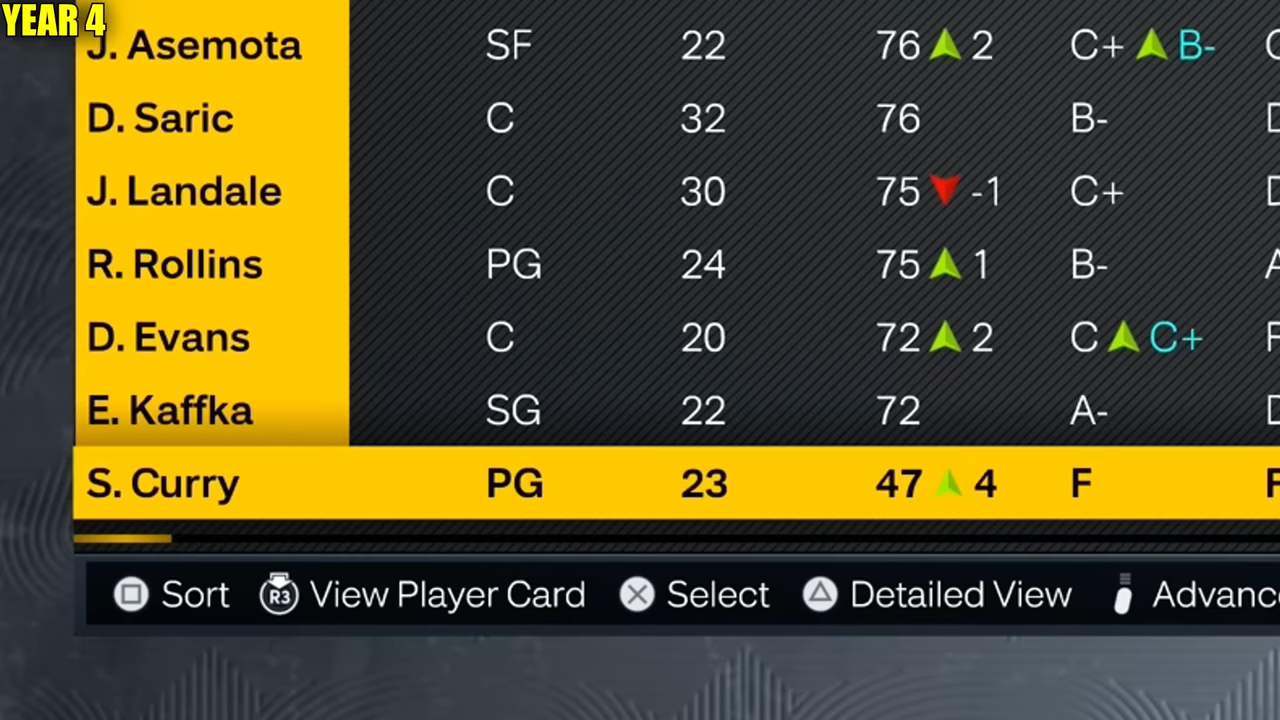 YEAR 4
J. Asemota SF 22 76 2 C+ B-
D. Saric C 32 76 B-
J. Landale C 30 75 -1 C+
R. Rollins PG 24 75 1 B-
D. Evans C 20 72 2 C C+
E. Kaffka SG 22 72 A-
S. Curry PG 23 47 4 F
Sort R3 View Player Card Select Detailed View Advanc